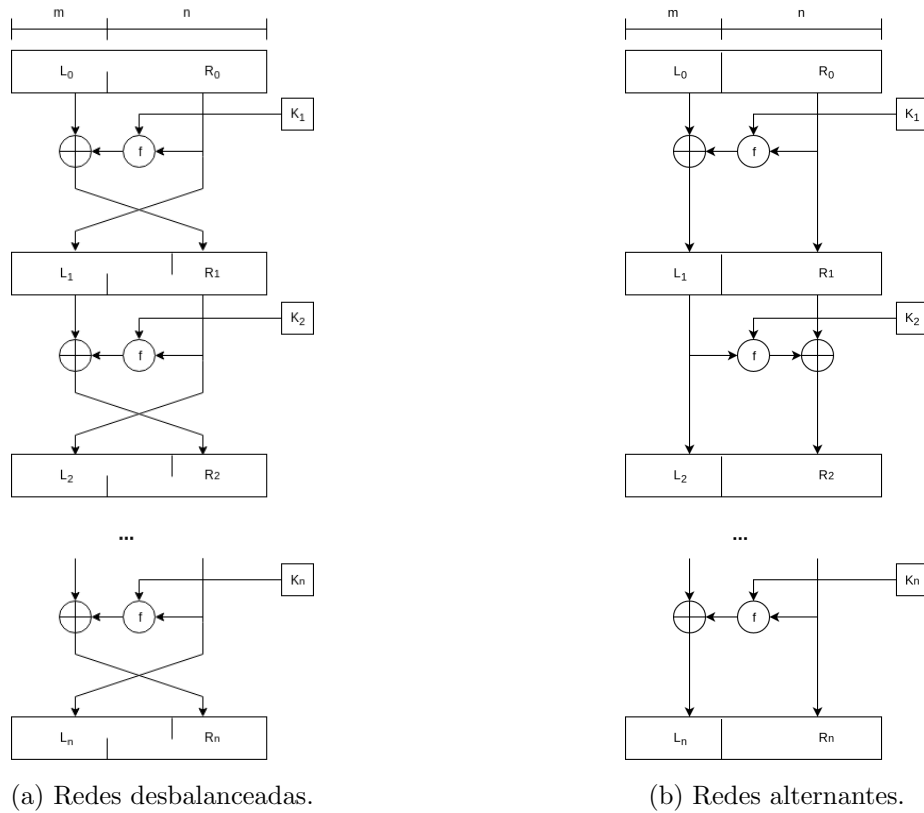 m n
L0 R0
K1
f
L1 R1
K2
f
L2 R2
...
Kn
f
Ln Rn
(a) Redes desbalanceadas.
m n
L0 R0
K1
f
L1 R1
K2
f
L2 R2
...
Kn
f
Ln Rn
(b) Redes alternantes.